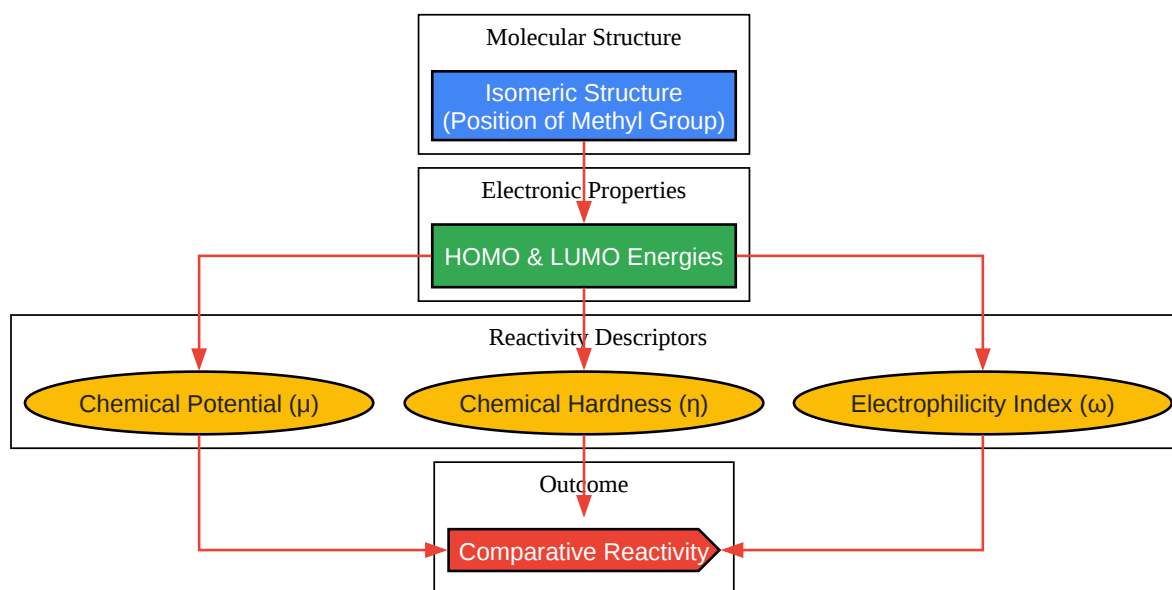 Molecular Structure
Isomeric Structure
(Position of Methyl Group)
Electronic Properties
HOMO & LUMO Energies
Reactivity Descriptors
Chemical Potential (μ)
Chemical Hardness (η)
Electrophilicity Index (ω)
Outcome
Comparative Reactivity